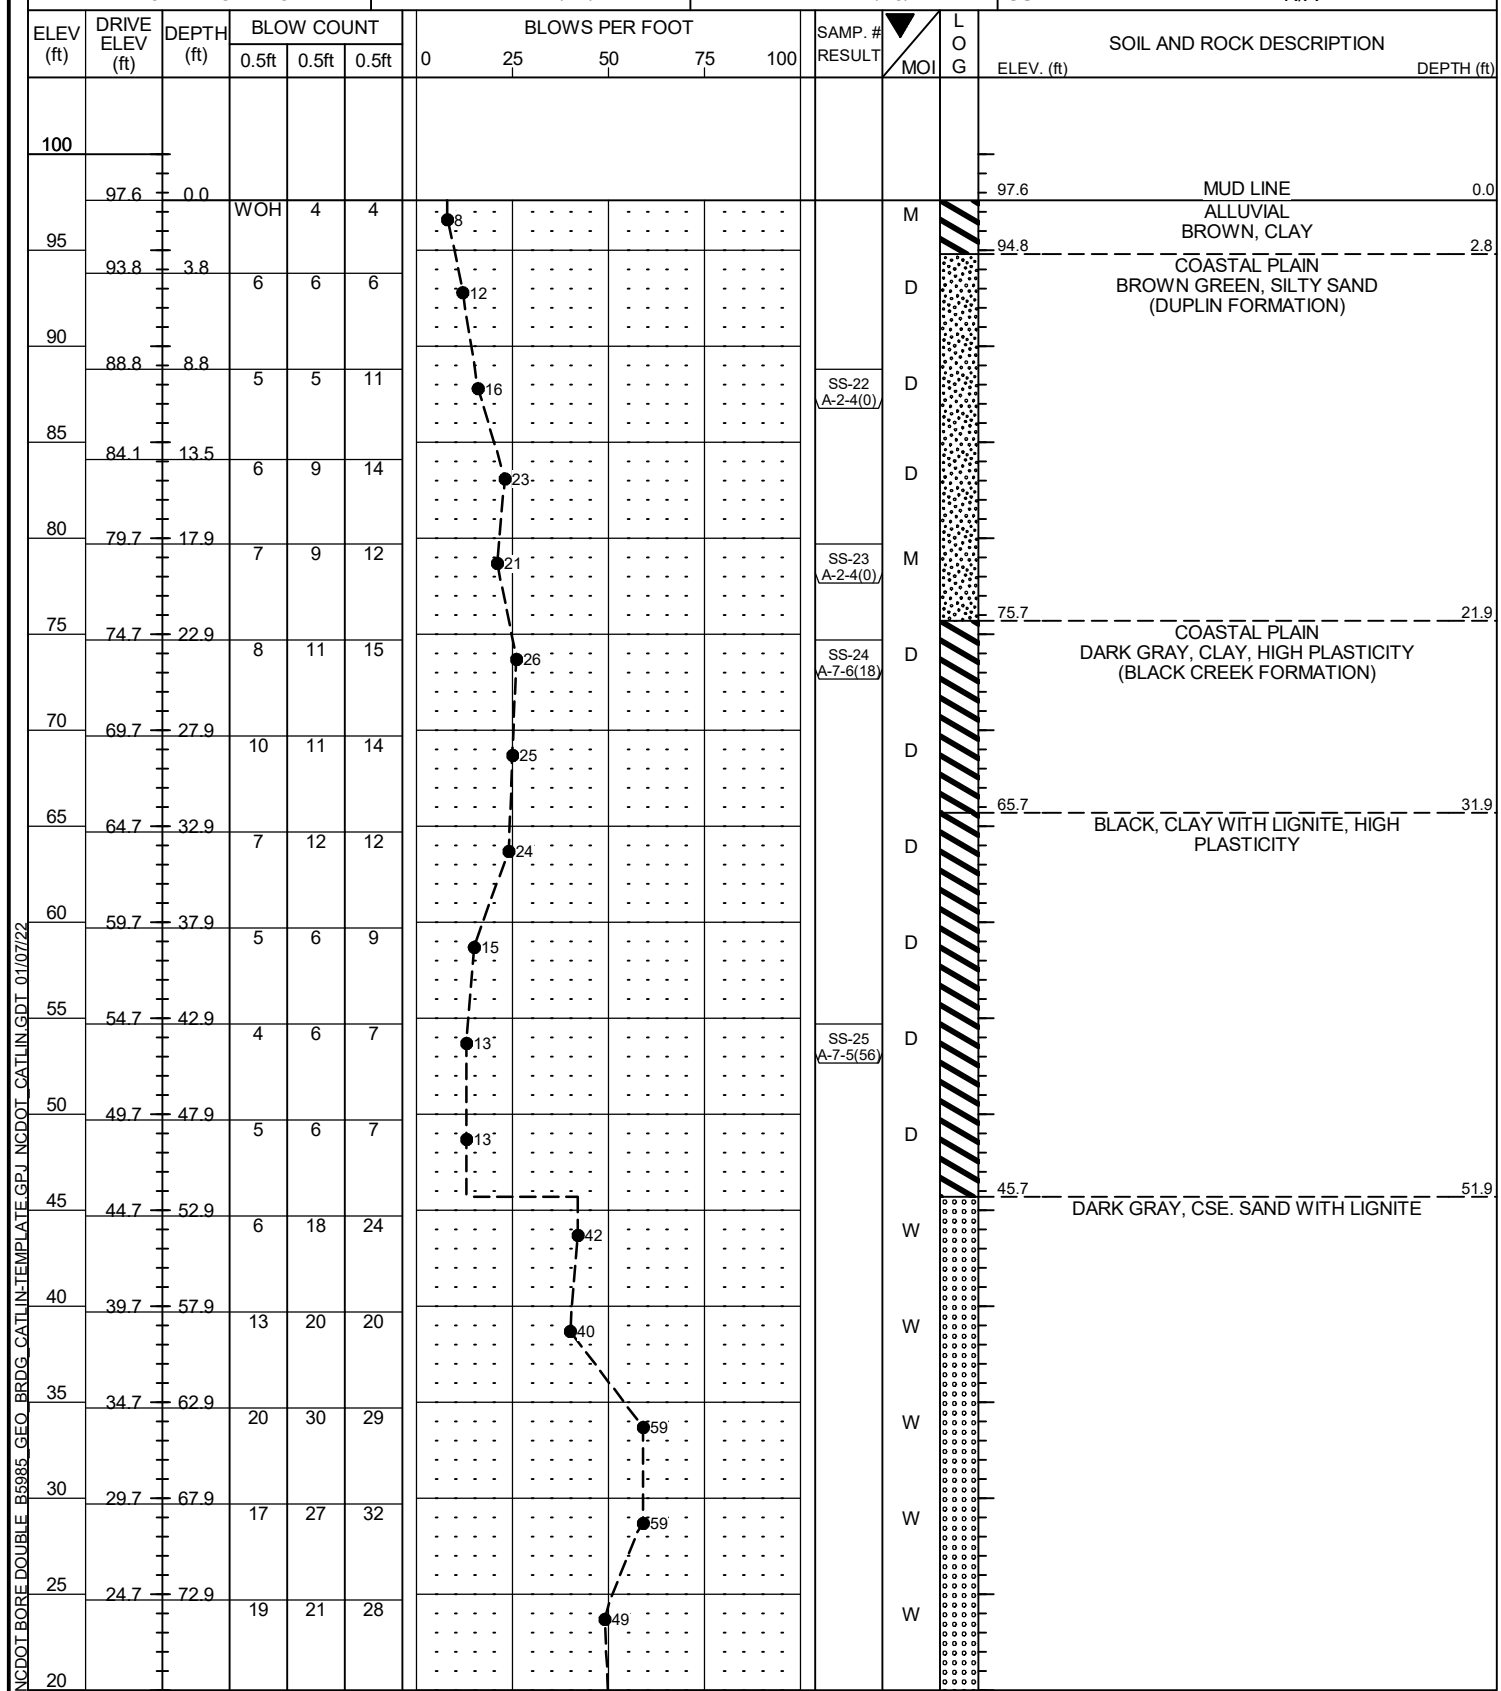 ELEV (ft) DRIVE ELEV (ft) DEPTH (ft) BLOW COUNT 0.5ft 0.5ft 0.5ft BLOWS PER FOOT 0 25 50 75 100 SAMP. # RESULT MOI LOG SOIL AND ROCK DESCRIPTION
ELEV. (ft) DEPTH (ft)
100
97.6 0.0 97.6 MUD LINE 0.0
WOH 4 4 8 M ALLUVIAL
BROWN, CLAY
95 94.8 2.8
93.8 3.8 COASTAL PLAIN
6 6 6 12 D BROWN GREEN, SILTY SAND
(DUPLIN FORMATION)
90
88.8 8.8
5 5 11 16 SS-22 D
A-2-4(0)
85
84.1 13.5
6 9 14 23 D
80
79.7 17.9
7 9 12 21 SS-23 M
A-2-4(0)
75.7 21.9
75
74.7 22.9 COASTAL PLAIN
8 11 15 26 SS-24 D DARK GRAY, CLAY, HIGH PLASTICITY
A-7-6(18) (BLACK CREEK FORMATION)
70
69.7 27.9
10 11 14 25 D
65.7 31.9
65
64.7 32.9 BLACK, CLAY WITH LIGNITE, HIGH
7 12 12 24 D PLASTICITY
60
59.7 37.9
5 6 9 15 D
55
54.7 42.9
4 6 7 13 SS-25 D
A-7-5(56)
50
49.7 47.9
5 6 7 13 D
45.7 51.9
45
44.7 52.9 DARK GRAY, CSE. SAND WITH LIGNITE
6 18 24 42 W
40
39.7 57.9
13 20 20 40 W
35
34.7 62.9
20 30 29 59 W
30
29.7 67.9
17 27 32 59 W
25
24.7 72.9
19 21 28 49 W
20
NCDOT BORE DOUBLE B5985_GEO_BRDG_CATLIN-TEMPLATE.GPJ NCDOT_CATLIN.GDT 01/07/22